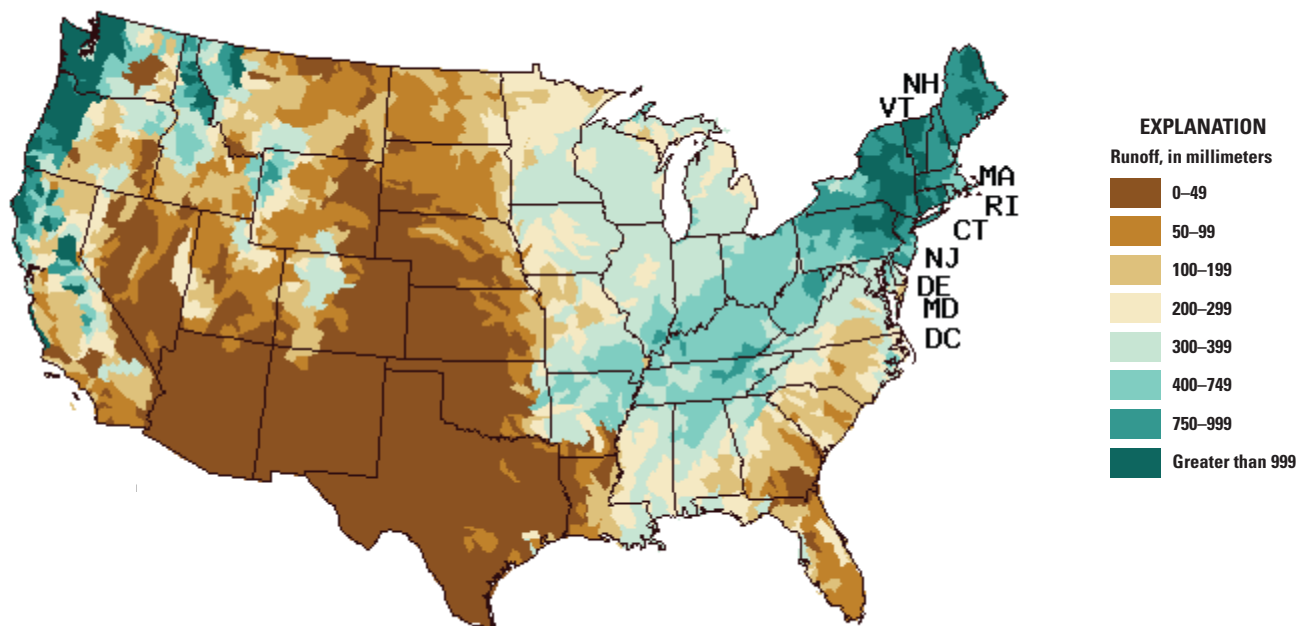 NH
VT
MA
RI
CT
NJ
DE
MD
DC
EXPLANATION
Runoff, in millimeters
0–49
50–99
100–199
200–299
300–399
400–749
750–999
Greater than 999